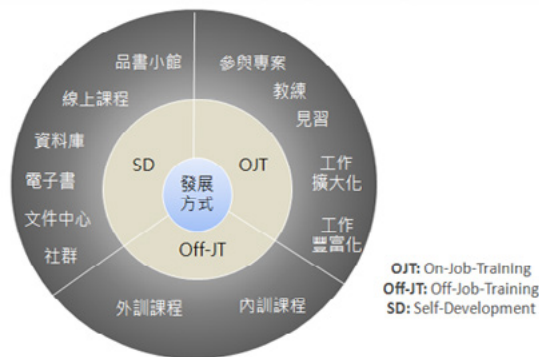 品書小館
線上課程
資料庫
電子書
文件中心
社群
參與專案
教練
見習
工作
擴大化
工作
豐富化
SD
OJT
發展
方式
Off-JT
外訓課程
內訓課程
OJT: On-Job-Training
Off-JT: Off-Job-Training
SD: Self-Development